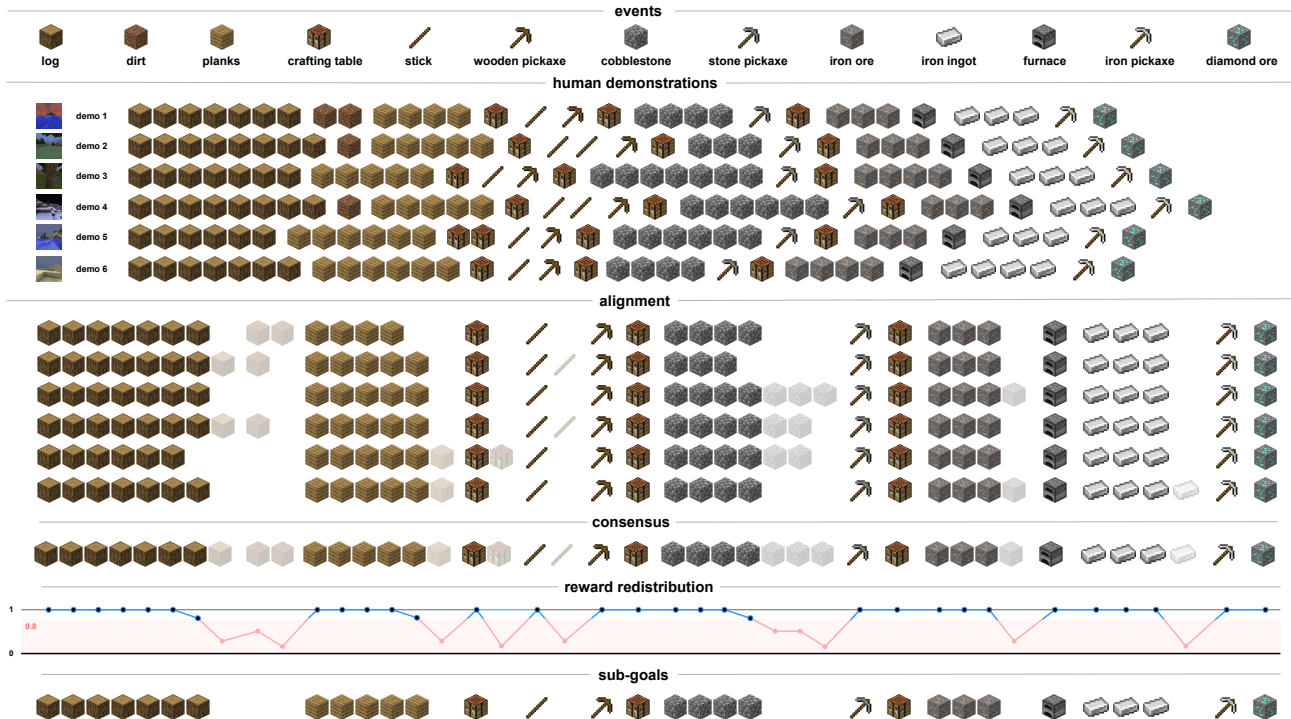 events
log dirt planks crafting table stick wooden pickaxe cobblestone stone pickaxe iron ore iron ingot furnace iron pickaxe diamond ore
human demonstrations
demo 1
demo 2
demo 3
demo 4
demo 5
demo 6
alignment
consensus
reward redistribution
1
0.8
0
sub-goals